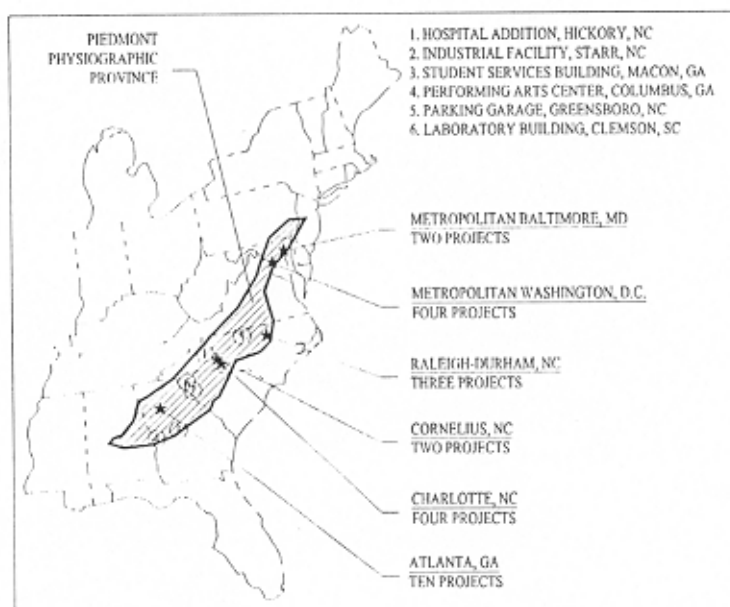 PIEDMONT
PHYSIOGRAPHIC
PROVINCE
1. HOSPITAL ADDITION, HICKORY, NC
2. INDUSTRIAL FACILITY, STARR, NC
3. STUDENT SERVICES BUILDING, MACON, GA
4. PERFORMING ARTS CENTER, COLUMBUS, GA
5. PARKING GARAGE, GREENSBORO, NC
6. LABORATORY BUILDING, CLEMSON, SC
METROPOLITAN BALTIMORE, MD
TWO PROJECTS
METROPOLITAN WASHINGTON, D.C.
FOUR PROJECTS
RALEIGH-DURHAM, NC
THREE PROJECTS
CORNELIUS, NC
TWO PROJECTS
CHARLOTTE, NC
FOUR PROJECTS
ATLANTA, GA
TEN PROJECTS